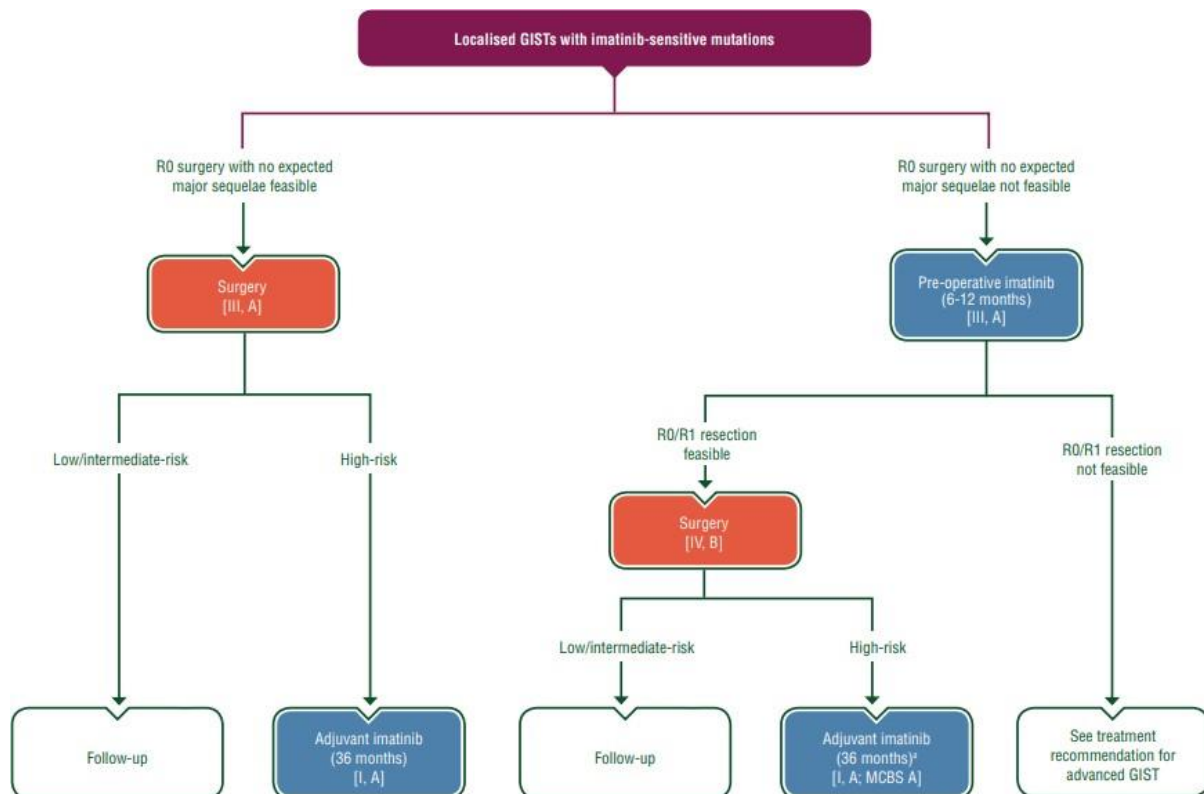 Localised GISTs with imatinib-sensitive mutations
R0 surgery with no expected
major sequelae feasible
R0 surgery with no expected
major sequelae not feasible
Surgery
[III, A]
Pre-operative imatinib
(6-12 months)
[III, A]
Low/intermediate-risk
High-risk
R0/R1 resection
feasible
R0/R1 resection
not feasible
Surgery
[IV, B]
Low/intermediate-risk
High-risk
Follow-up
Adjuvant imatinib
(36 months)
[I, A]
Follow-up
Adjuvant imatinib
(36 months)ª
[I, A; MCBS A]
See treatment
recommendation for
advanced GIST